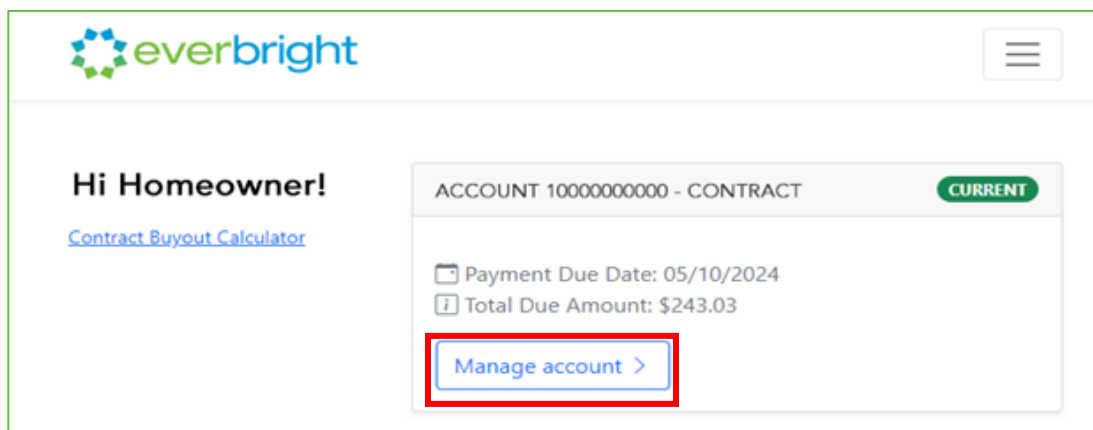 everbright
Hi Homeowner!
Contract Buyout Calculator
ACCOUNT 10000000000 - CONTRACT
CURRENT
Payment Due Date: 05/10/2024
Total Due Amount: $243.03
Manage account >